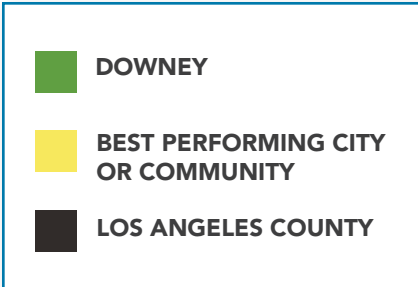 DOWNEY
BEST PERFORMING CITY
OR COMMUNITY
LOS ANGELES COUNTY